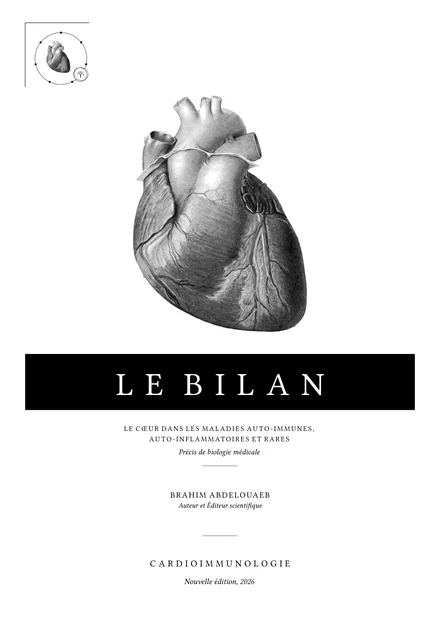 LE BILAN
LE CŒUR DANS LES MALADIES AUTO-IMMUNES,
AUTO-INFLAMMATOIRES ET RARES
Précis de biologie médicale
BRAHIM ABDELOUAEB
Auteur et Éditeur scientifique
CARDIOIMMUNOLOGIE
Nouvelle édition, 2026